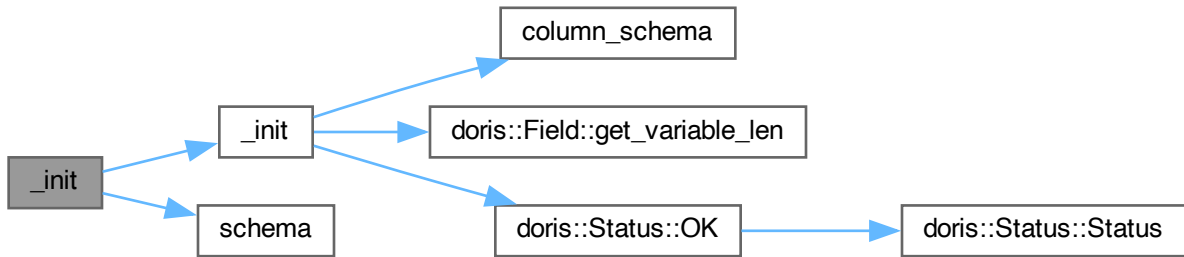 column_schema
_init
doris::Field::get_variable_len
_init
schema
doris::Status::OK
doris::Status::Status